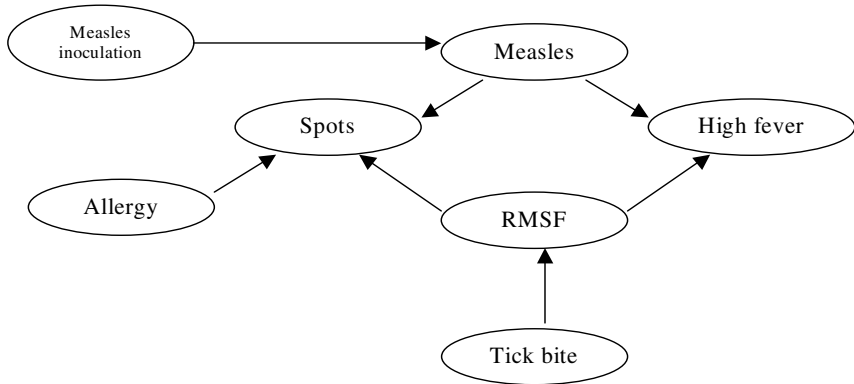 Measles
inoculation
Measles
Spots
High fever
Allergy
RMSF
Tick bite